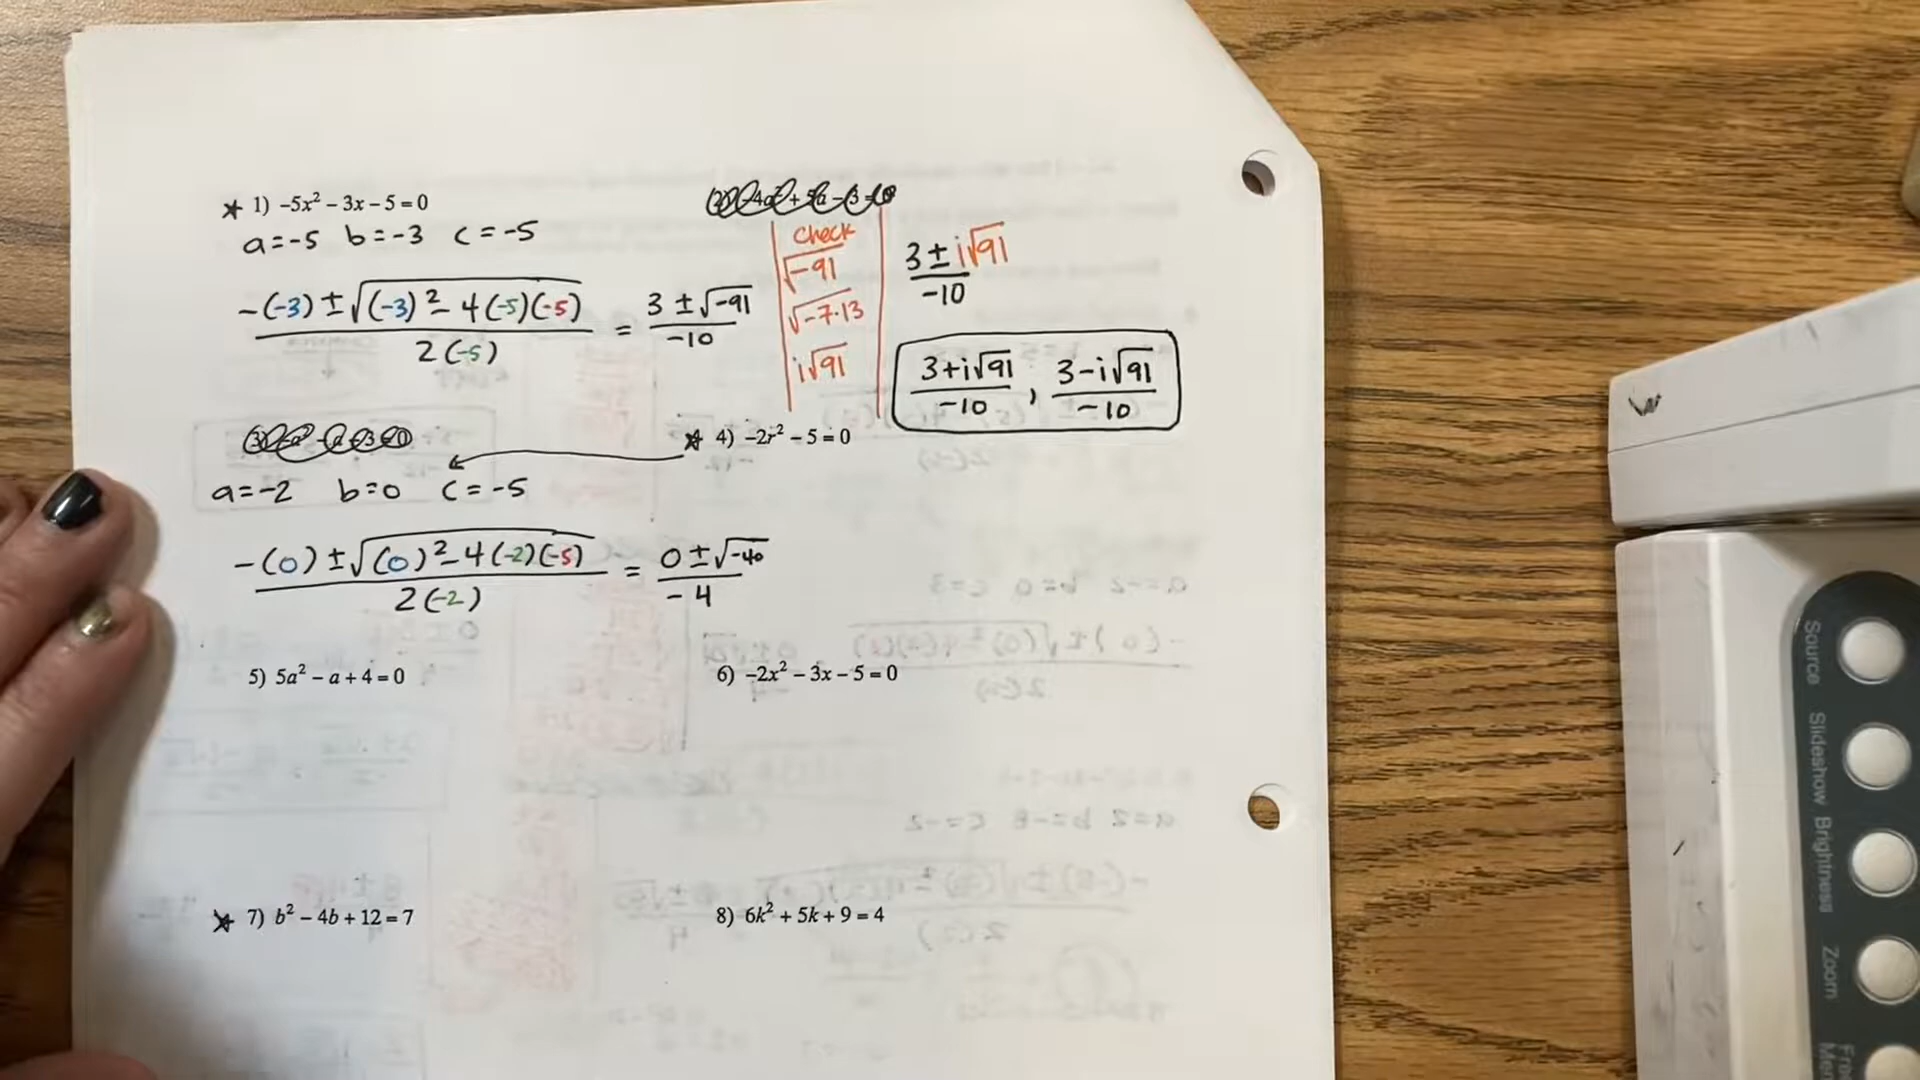 1) -5x² - 3x - 5 = 0
a = -5 b = -3 c = -5
-(-3) ± √(-3)² - 4(-5)(-5) / 2(-5) = 3 ± √-91 / -10
check
√-91
√-7·13
i√91
3 ± i√91 / -10
3 + i√91 / -10 , 3 - i√91 / -10
4) -2r² - 5 = 0
a = -2 b = 0 c = -5
-(0) ± √(0)² - 4(-2)(-5) / 2(-2) = 0 ± √-40 / -4
5) 5a² - a + 4 = 0
6) -2x² - 3x - 5 = 0
7) b² - 4b + 12 = 7
8) 6k² + 5k + 9 = 4
Source
Slideshow
Brightness
Zoom